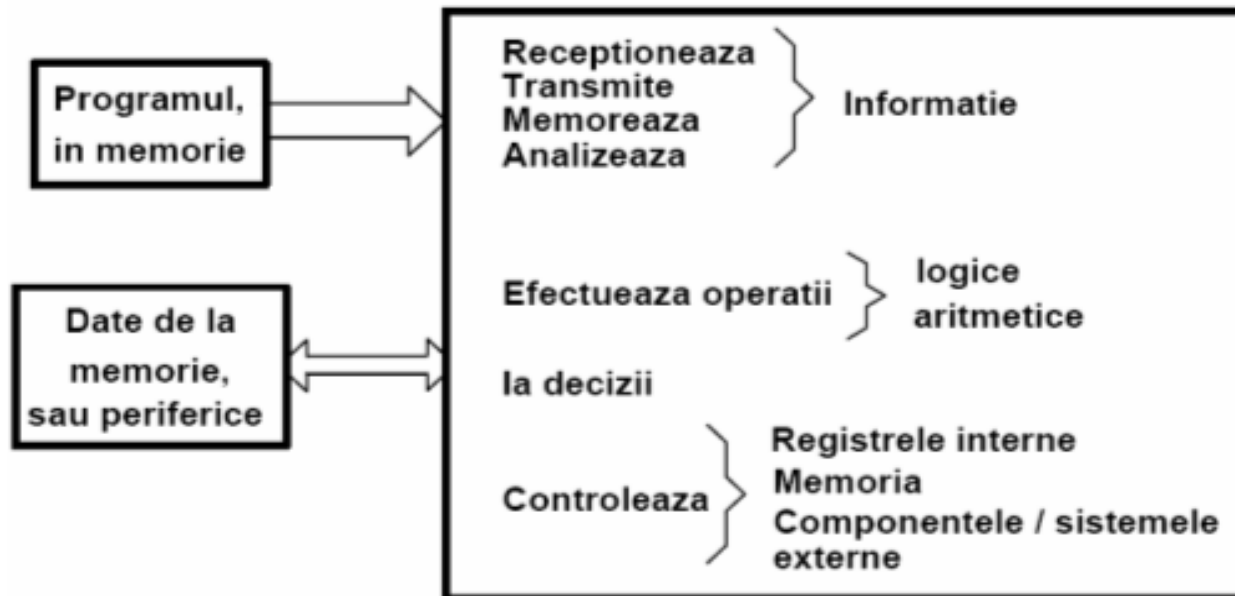 Programul,
in memorie
Date de la
memorie,
sau periferice
Receptioneaza
Transmite
Memoreaza
Analizeaza
Informatie
Efectueaza operatii
logice
aritmetice
Ia decizii
Controleaza
Registrele interne
Memoria
Componentele / sistemele
externe